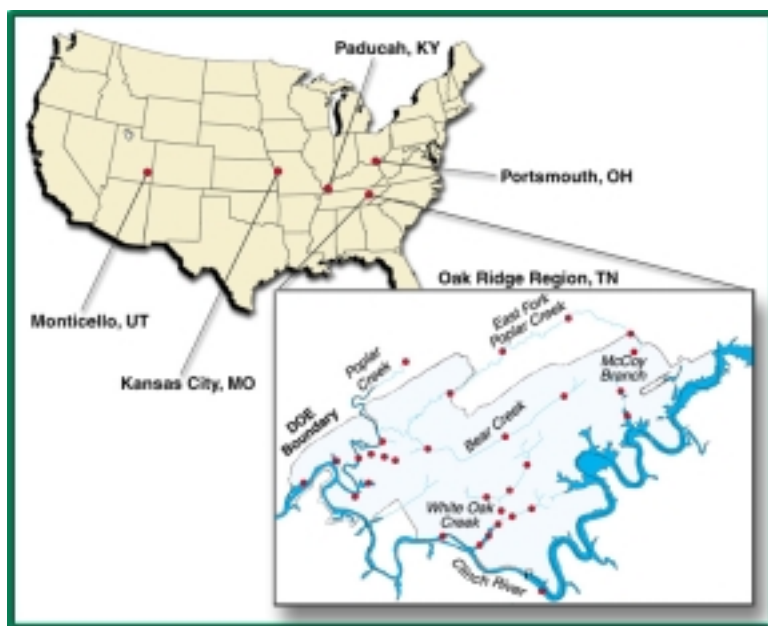 Paducah, KY
Portsmouth, OH
Oak Ridge Region, TN
Monticello, UT
Kansas City, MO
East Fork
Poplar Creek
Poplar
Creek
McCoy
Branch
DOE
Boundary
Bear Creek
White Oak
Creek
Clinch River